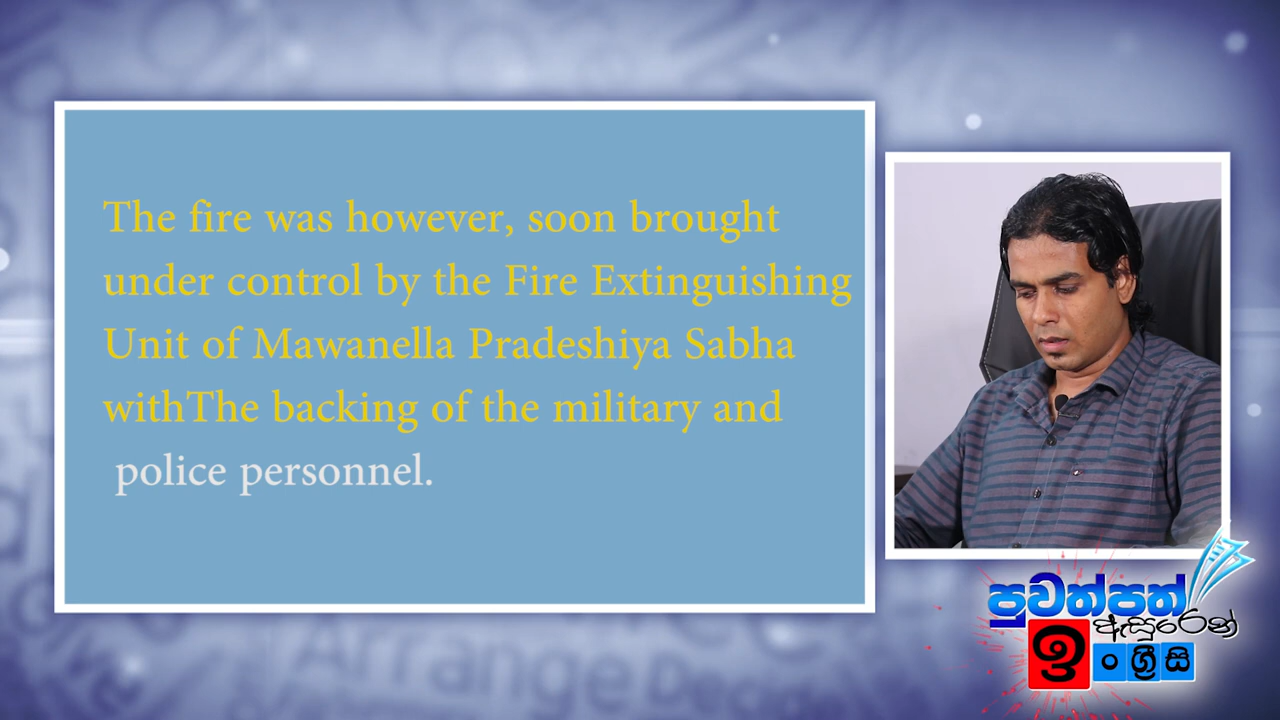 The fire was however, soon brought
under control by the Fire Extinguishing
Unit of Mawanella Pradeshiya Sabha
withThe backing of the military and
police personnel.
පුවත්පත්
ඇසුරෙන්
ඉංග්‍රීසි